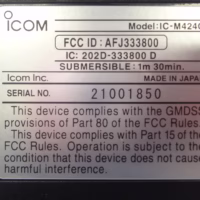 ICOM Model: IC-M424G
FCC ID: AFJ333800
IC: 202D-333800 D
SUBMERSIBLE: 1m 30min.
Icom Inc. MADE IN JAPAN
SERIAL NO. 21001850
This device complies with the GMDSS
provisions of Part 80 of the FCC Rules.
This device complies with Part 15 of the
FCC Rules. Operation is subject to the
condition that this device does not cause
harmful interference.